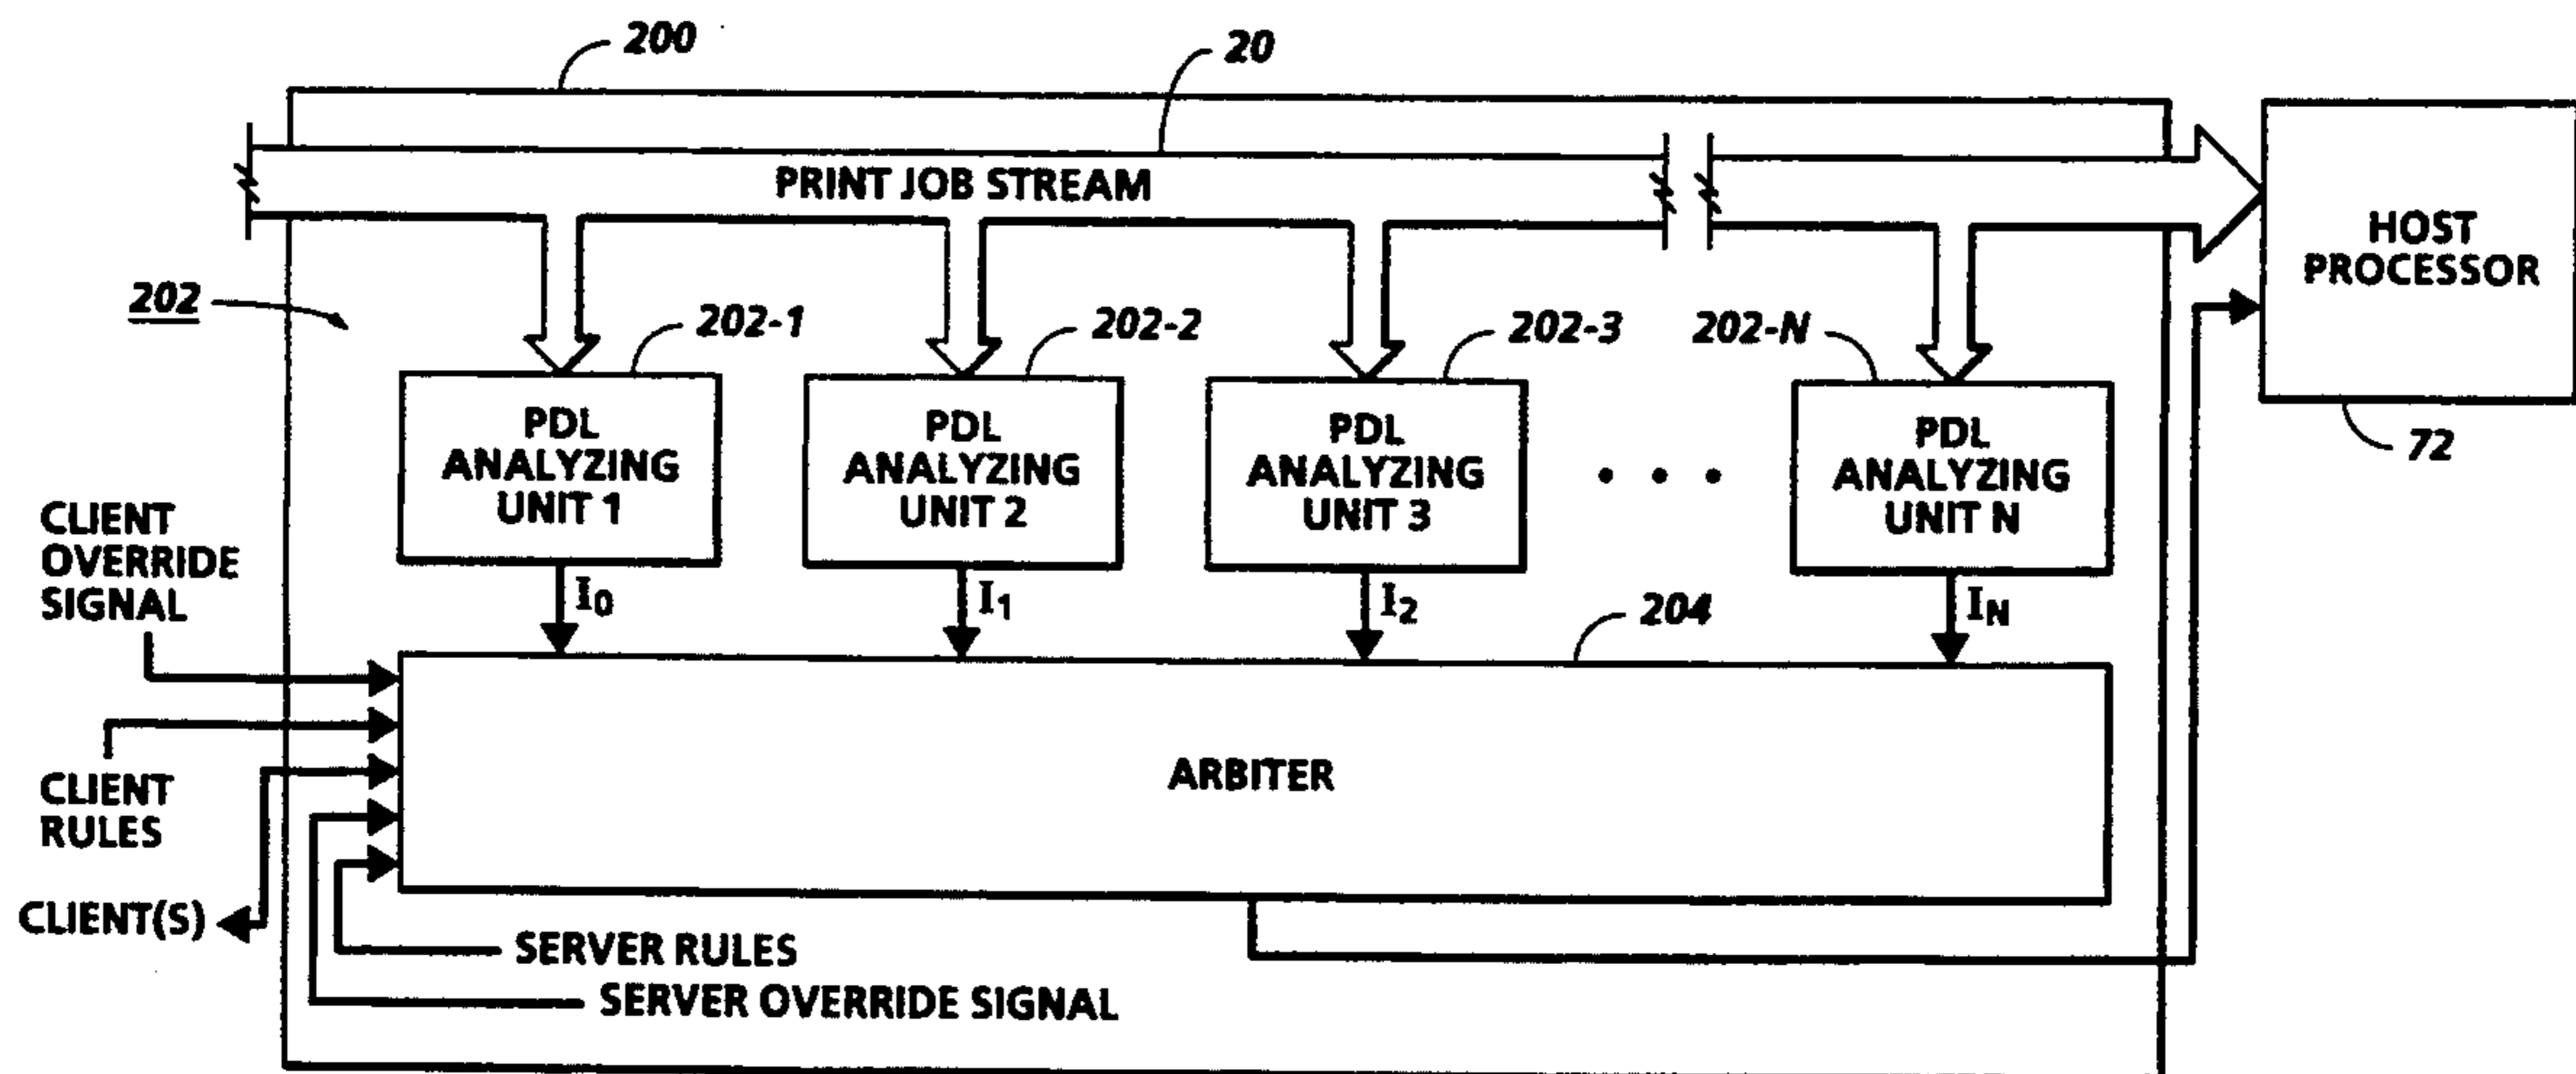 200
20
PRINT JOB STREAM
HOST
PROCESSOR
72
202
202-1
202-2
202-3
202-N
PDL
ANALYZING
UNIT 1
PDL
ANALYZING
UNIT 2
PDL
ANALYZING
UNIT 3
• • •
PDL
ANALYZING
UNIT N
I0
I1
I2
IN
204
CLIENT
OVERRIDE
SIGNAL
CLIENT
RULES
CLIENT(S)
ARBITER
SERVER RULES
SERVER OVERRIDE SIGNAL